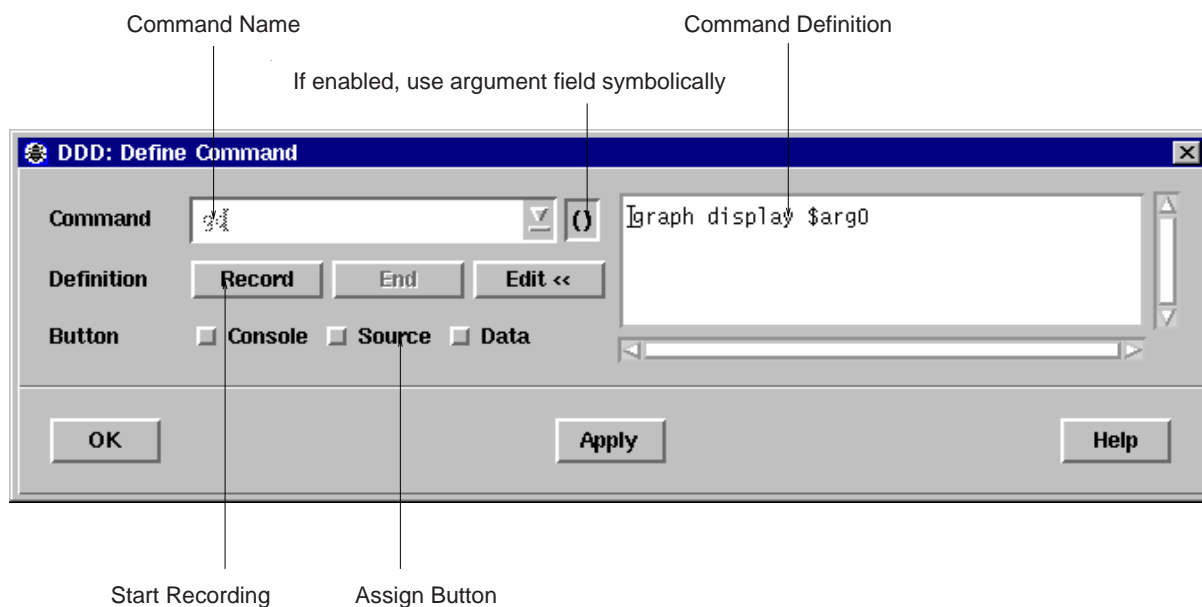 Command Name
Command Definition
If enabled, use argument field symbolically
DDD: Define Command
Command gd () graph display $arg0
Definition Record End Edit <<
Button Console Source Data
OK Apply Help
Start Recording Assign Button